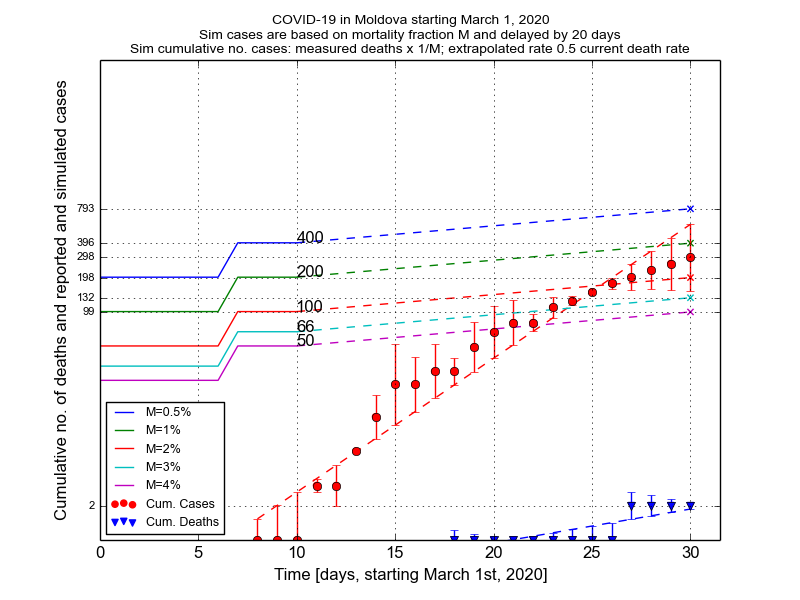 COVID-19 in Moldova starting March 1, 2020
Sim cases are based on mortality fraction M and delayed by 20 days
Sim cumulative no. cases: measured deaths x 1/M; extrapolated rate 0.5 current death rate
Cumulative no. of deaths and reported and simulated cases
793
396
298
198
132
99
2
400
200
100
66
50
M=0.5%
M=1%
M=2%
M=3%
M=4%
Cum. Cases
Cum. Deaths
0 5 10 15 20 25 30
Time [days, starting March 1st, 2020]